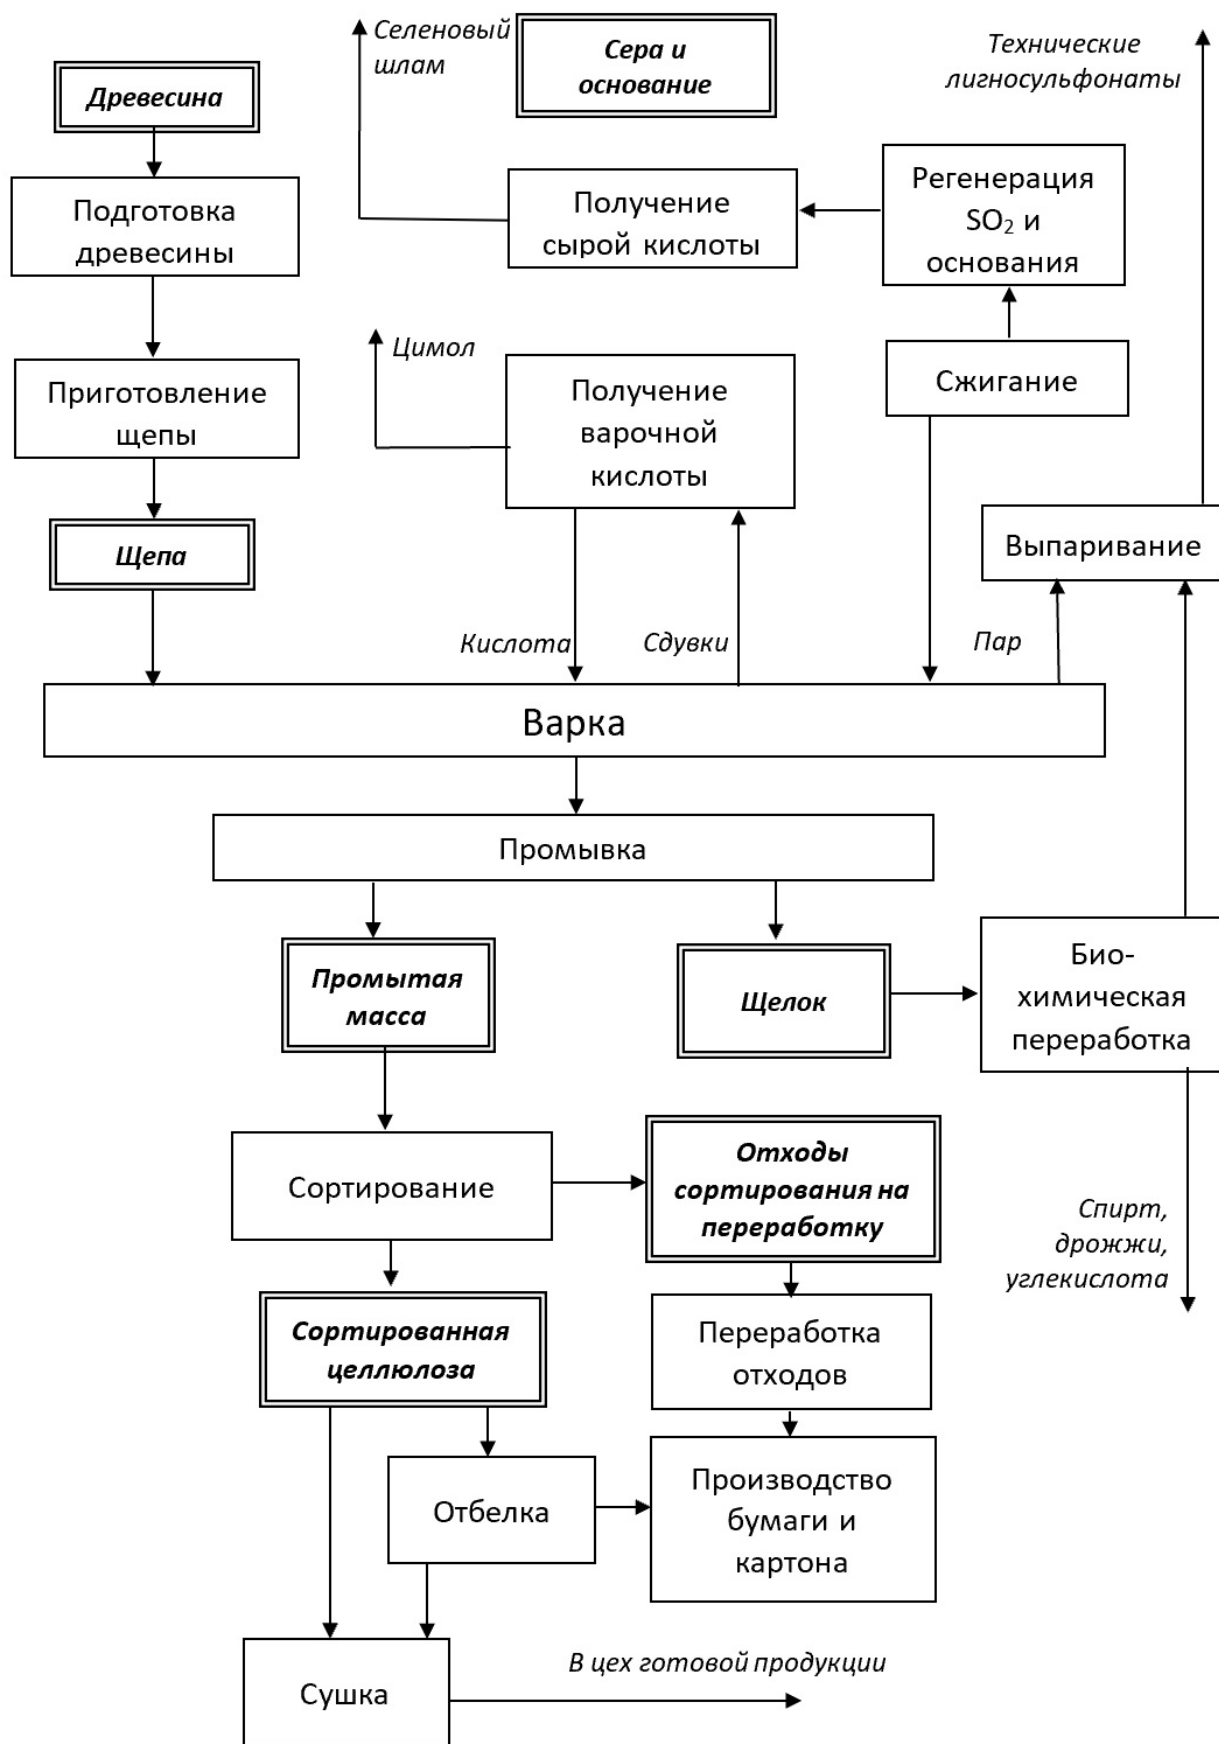 Селеновый
шлам
Сера и
основание
Технические
лигносульфонаты
Древесина
Подготовка
древесины
Получение
сырой кислоты
Регенерация
SO₂ и
основания
Цимол
Приготовление
щепы
Получение
варочной
кислоты
Сжигание
Щепа
Выпаривание
Кислота
Сдувки
Пар
Варка
Промывка
Промытая
масса
Щелок
Био-
химическая
переработка
Сортирование
Отходы
сортирования на
переработку
Спирт,
дрожжи,
углекислота
Сортированная
целлюлоза
Переработка
отходов
Отбелка
Производство
бумаги и
картона
Сушка
В цех готовой продукции